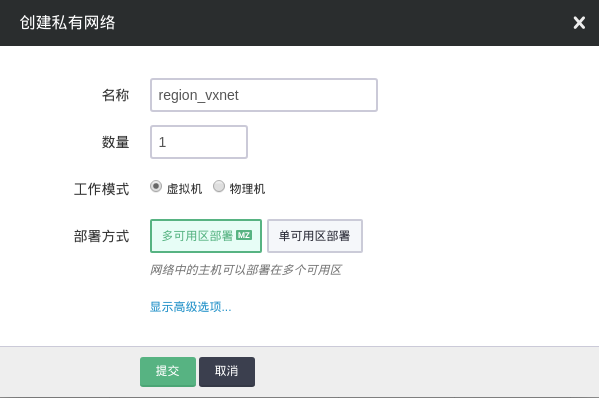 创建私有网络
名称 region_vxnet
数量 1
工作模式 虚拟机 物理机
部署方式 多可用区部署 MZ 单可用区部署
网络中的主机可以部署在多个可用区
显示高级选项...
提交 取消